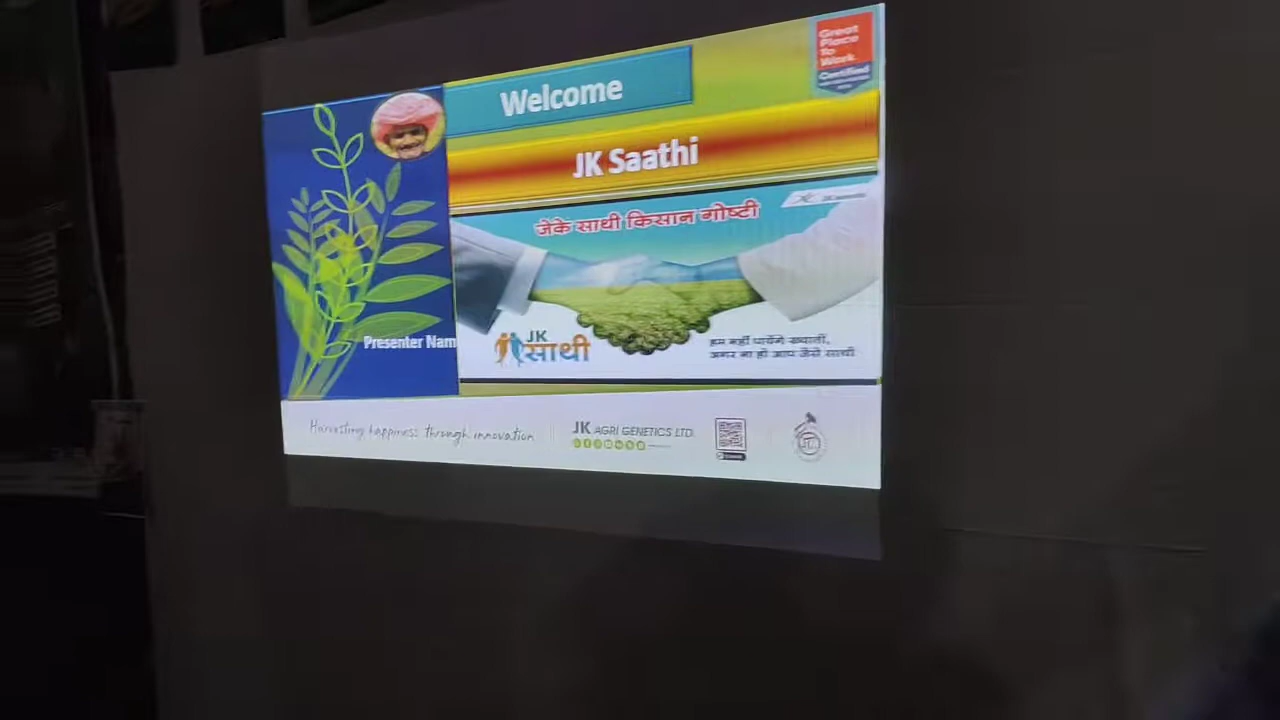 Great
Place
To
Work
Certified
Welcome
JK Saathi
जेके साथी किसान गोष्टी
JK
साथी
हम नहीं पायेंगे ख्याती,
अगर ना हो आप जैसे साथी
Presenter Nam
Harvesting happiness through innovation
JK AGRI GENETICS LTD